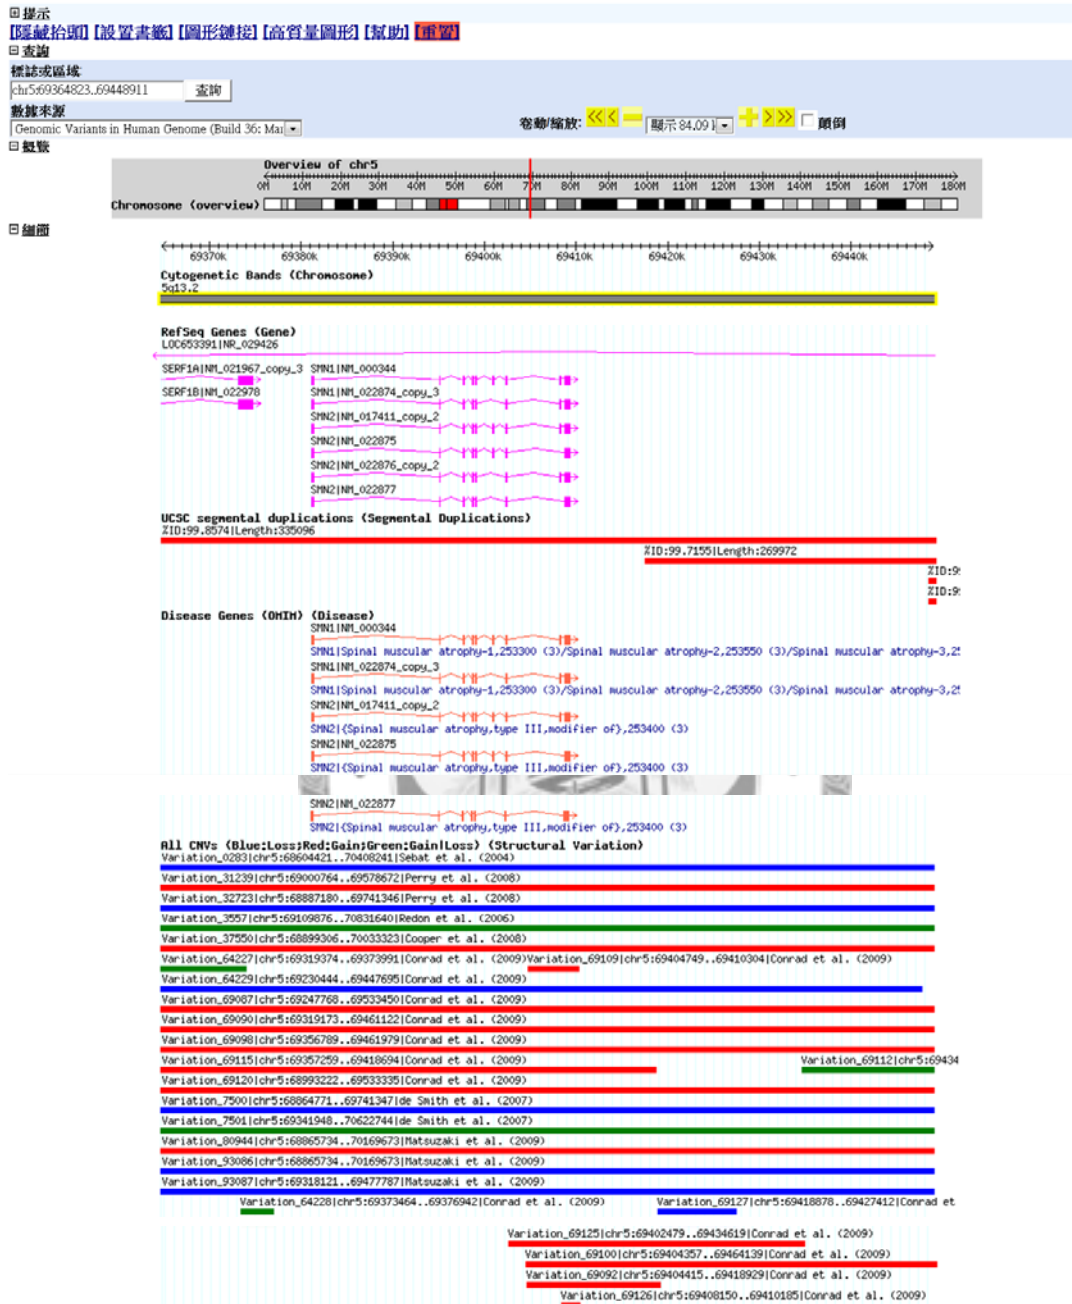 提示
[隱藏抬頭] [設置書籤] [圖形鏈接] [高質量圖形] [幫助] [重置]
查詢
標誌或區域
chr5:69364823..69448911 查詢
數據來源
Genomic Variants in Human Genome (Build 36: Mar
卷動/縮放: << < 顯示 84.09 > >> 顛倒
概覽
Overview of chr5
0M 10M 20M 30M 40M 50M 60M 70M 80M 90M 100M 110M 120M 130M 140M 150M 160M 170M 180M
Chromosome (overview)
細節
69370k 69380k 69390k 69400k 69410k 69420k 69430k 69440k
Cytogenetic Bands (Chromosome)
5q13.2
RefSeq Genes (Gene)
LOC653391|NR_029426
SERF1A|NM_021967_copy_3 SMN1|NM_000344
SERF1B|NM_022978 SMN1|NM_022874_copy_3
SMN2|NM_017411_copy_2
SMN2|NM_022875
SMN2|NM_022876_copy_2
SMN2|NM_022877
UCSC segmental duplications (Segmental Duplications)
%ID:99.8574|Length:335096
%ID:99.7155|Length:269972
%ID:9
%ID:9
Disease Genes (OMIM) (Disease)
SMN1|NM_000344
SMN1|Spinal muscular atrophy-1,253300 (3)/Spinal muscular atrophy-2,253550 (3)/Spinal muscular atrophy-3,25
SMN1|NM_022874_copy_3
SMN1|Spinal muscular atrophy-1,253300 (3)/Spinal muscular atrophy-2,253550 (3)/Spinal muscular atrophy-3,25
SMN2|NM_017411_copy_2
SMN2|{Spinal muscular atrophy,type III,modifier of},253400 (3)
SMN2|NM_022875
SMN2|{Spinal muscular atrophy,type III,modifier of},253400 (3)
SMN2|NM_022877
SMN2|{Spinal muscular atrophy,type III,modifier of},253400 (3)
All CNVs (Blue:Loss;Red:Gain;Green:Gain|Loss) (Structural Variation)
Variation_0283|chr5:68604421..70408241|Sebat et al. (2004)
Variation_31239|chr5:69000764..69578672|Perry et al. (2008)
Variation_32723|chr5:68887180..69741346|Perry et al. (2008)
Variation_3557|chr5:69109876..70831640|Redon et al. (2006)
Variation_37550|chr5:68899306..70033323|Cooper et al. (2008)
Variation_64227|chr5:69319374..69373991|Conrad et al. (2009)Variation_69109|chr5:69404749..69410304|Conrad et al. (2009)
Variation_64229|chr5:69230444..69447695|Conrad et al. (2009)
Variation_69087|chr5:69247768..69533450|Conrad et al. (2009)
Variation_69090|chr5:69319173..69461122|Conrad et al. (2009)
Variation_69098|chr5:69356789..69461979|Conrad et al. (2009)
Variation_69115|chr5:69357259..69418694|Conrad et al. (2009) Variation_69112|chr5:69434
Variation_69120|chr5:68993222..69533335|Conrad et al. (2009)
Variation_7500|chr5:68864771..69741347|de Smith et al. (2007)
Variation_7501|chr5:69341948..70622744|de Smith et al. (2007)
Variation_80944|chr5:68865734..70169673|Matsuzaki et al. (2009)
Variation_93086|chr5:68865734..70169673|Matsuzaki et al. (2009)
Variation_93087|chr5:69318121..69477787|Matsuzaki et al. (2009)
Variation_64228|chr5:69373464..69376942|Conrad et al. (2009) Variation_69127|chr5:69418878..69427412|Conrad et
Variation_69125|chr5:69402479..69434619|Conrad et al. (2009)
Variation_69100|chr5:69404357..69464139|Conrad et al. (2009)
Variation_69092|chr5:69404415..69418929|Conrad et al. (2009)
Variation_69126|chr5:69408150..69410185|Conrad et al. (2009)